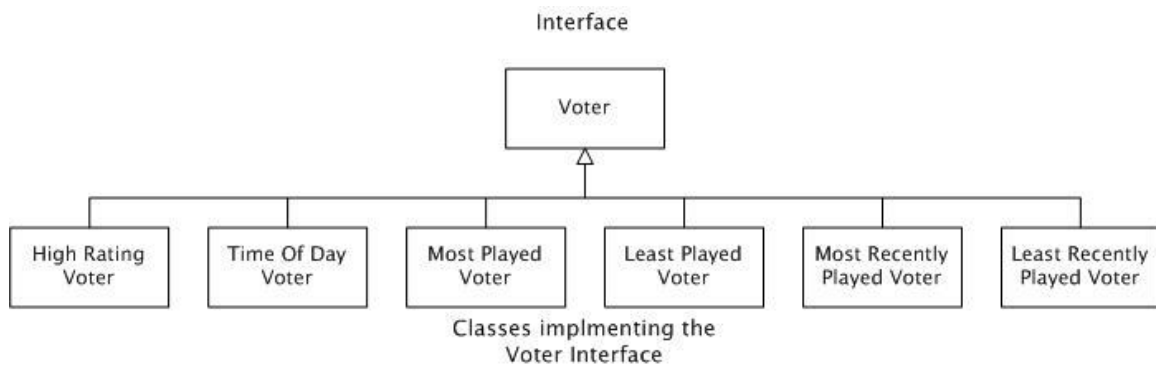 Interface
Voter
High Rating
Voter
Time Of Day
Voter
Most Played
Voter
Least Played
Voter
Most Recently
Played Voter
Least Recently
Played Voter
Classes implmenting the
Voter Interface